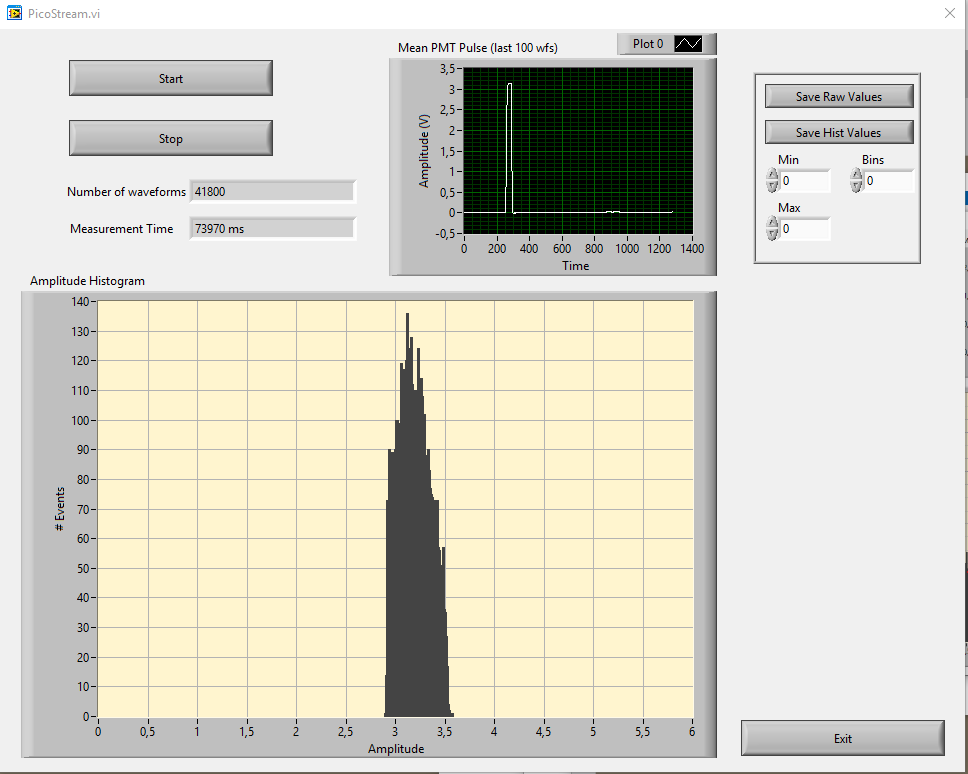 PicoStream.vi
Start
Stop
Number of waveforms 41800
Measurement Time 73970 ms
Mean PMT Pulse (last 100 wfs)
Plot 0
Amplitude (V)
3,5
3
2,5
2
1,5
1
0,5
0
-0,5
0 200 400 600 800 1000 1200 1400
Time
Save Raw Values
Save Hist Values
Min Bins
0 0
Max
0
Amplitude Histogram
# Events
140
130
120
110
100
90
80
70
60
50
40
30
20
10
0
0 0,5 1 1,5 2 2,5 3 3,5 4 4,5 5 5,5 6
Amplitude
Exit